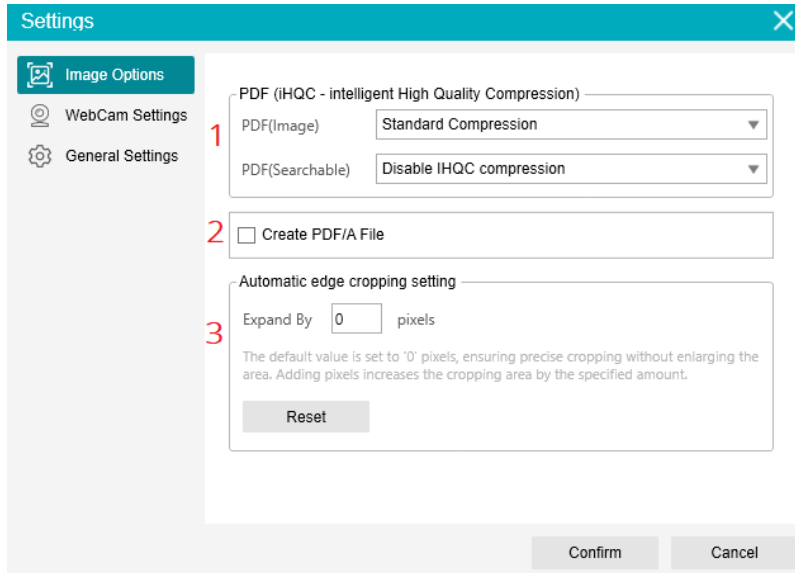 Settings
Image Options
WebCam Settings
General Settings
PDF (iHQC - intelligent High Quality Compression)
1
PDF(Image) Standard Compression
PDF(Searchable) Disable IHQC compression
2 Create PDF/A File
Automatic edge cropping setting
3 Expand By 0 pixels
The default value is set to '0' pixels, ensuring precise cropping without enlarging the
area. Adding pixels increases the cropping area by the specified amount.
Reset
Confirm Cancel